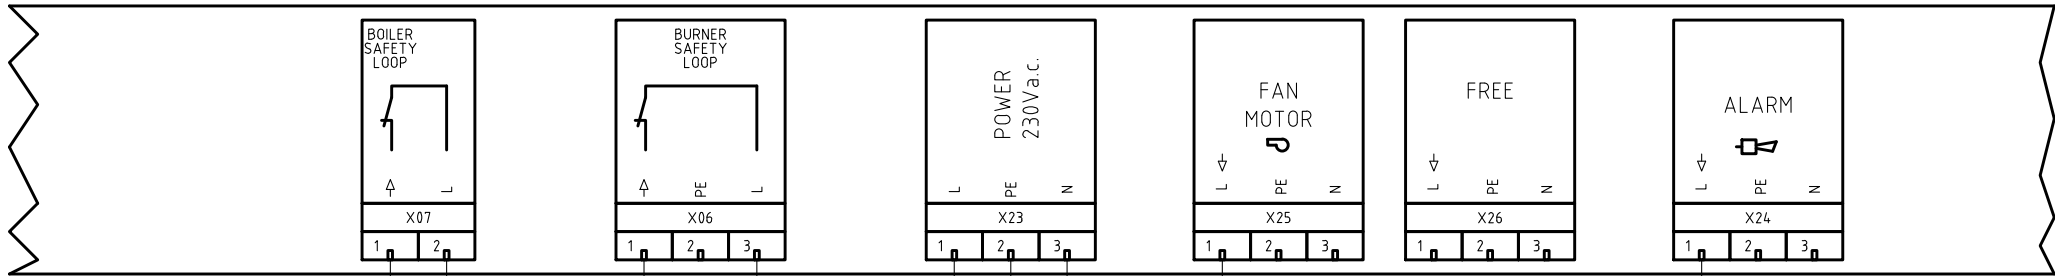 BOILER
SAFETY
LOOP
L
X07
1 2
BURNER
SAFETY
LOOP
PE L
X06
1 2 3
POWER
230Va.c.
L PE N
X23
1 2 3
FAN
MOTOR
L PE N
X25
1 2 3
FREE
L PE N
X26
1 2 3
ALARM
L PE N
X24
1 2 3